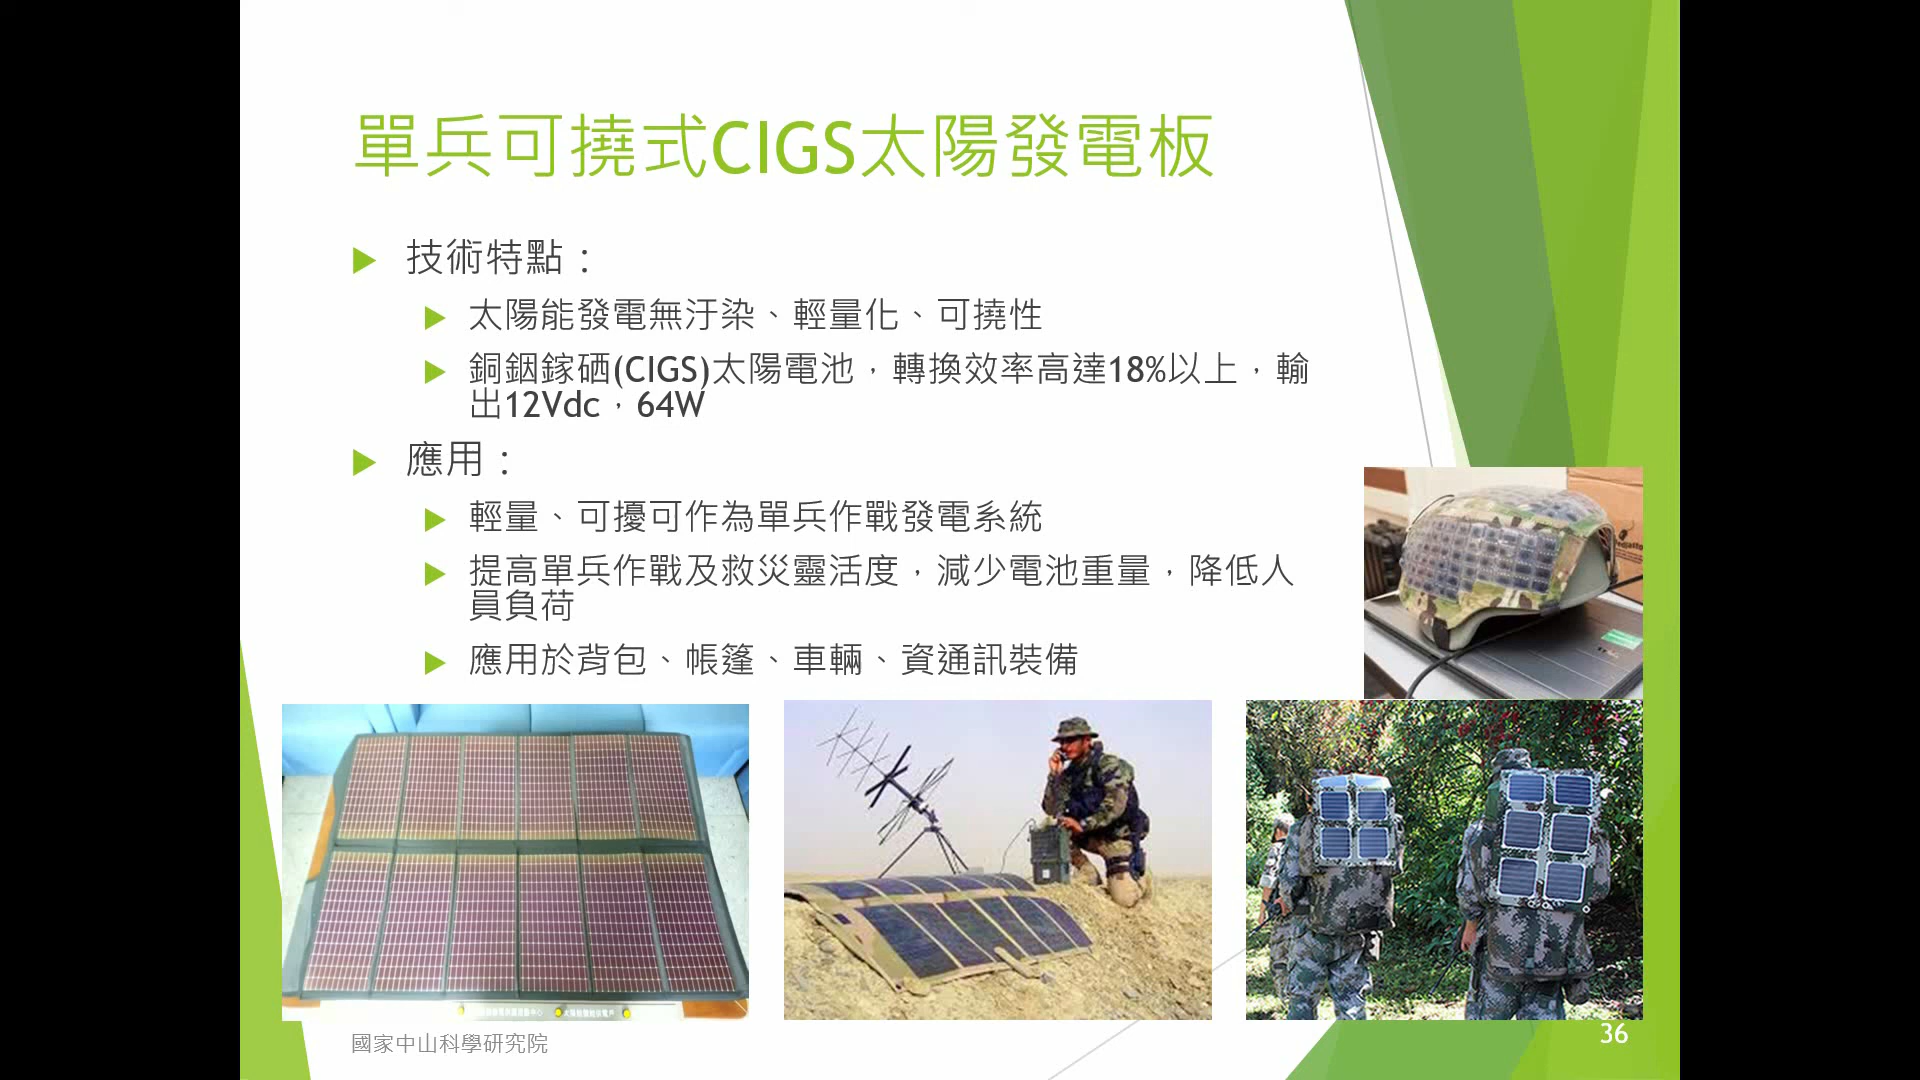 單兵可撓式CIGS太陽發電板
技術特點：
太陽能發電無汙染、輕量化、可撓性
銅銦鎵硒(CIGS)太陽電池，轉換效率高達18%以上，輸
出12Vdc，64W
應用：
輕量、可擾可作為單兵作戰發電系統
提高單兵作戰及救災靈活度，減少電池重量，降低人
員負荷
應用於背包、帳篷、車輛、資通訊裝備
國家中山科學研究院
36